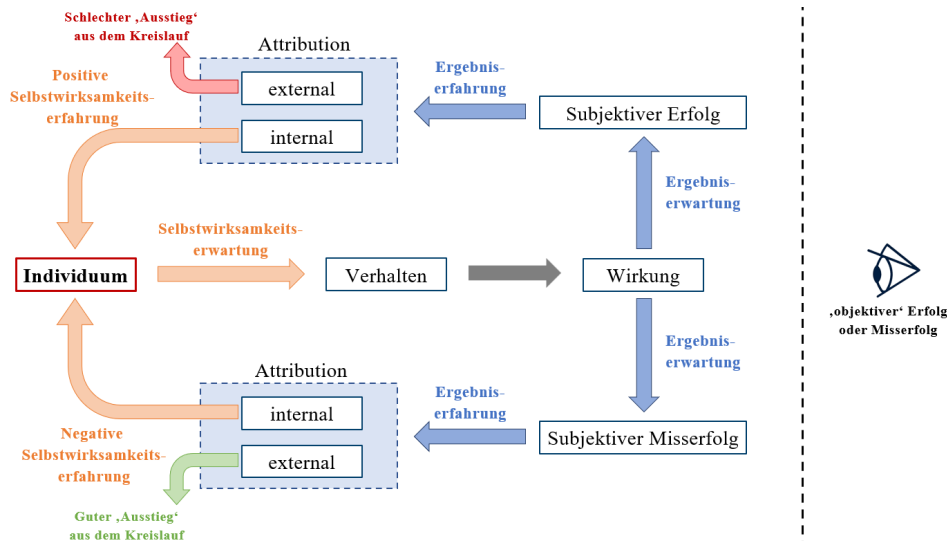 Schlechter ‚Ausstieg‘
aus dem Kreislauf
Attribution
Positive
Selbstwirksamkeits-
erfahrung
external
internal
Ergebnis-
erfahrung
Subjektiver Erfolg
Ergebnis-
erwartung
Selbstwirksamkeits-
erwartung
Individuum
Verhalten
Wirkung
‚objektiver‘ Erfolg
oder Misserfolg
Ergebnis-
erwartung
Attribution
internal
external
Ergebnis-
erfahrung
Subjektiver Misserfolg
Negative
Selbstwirksamkeits-
erfahrung
Guter ‚Ausstieg‘
aus dem Kreislauf